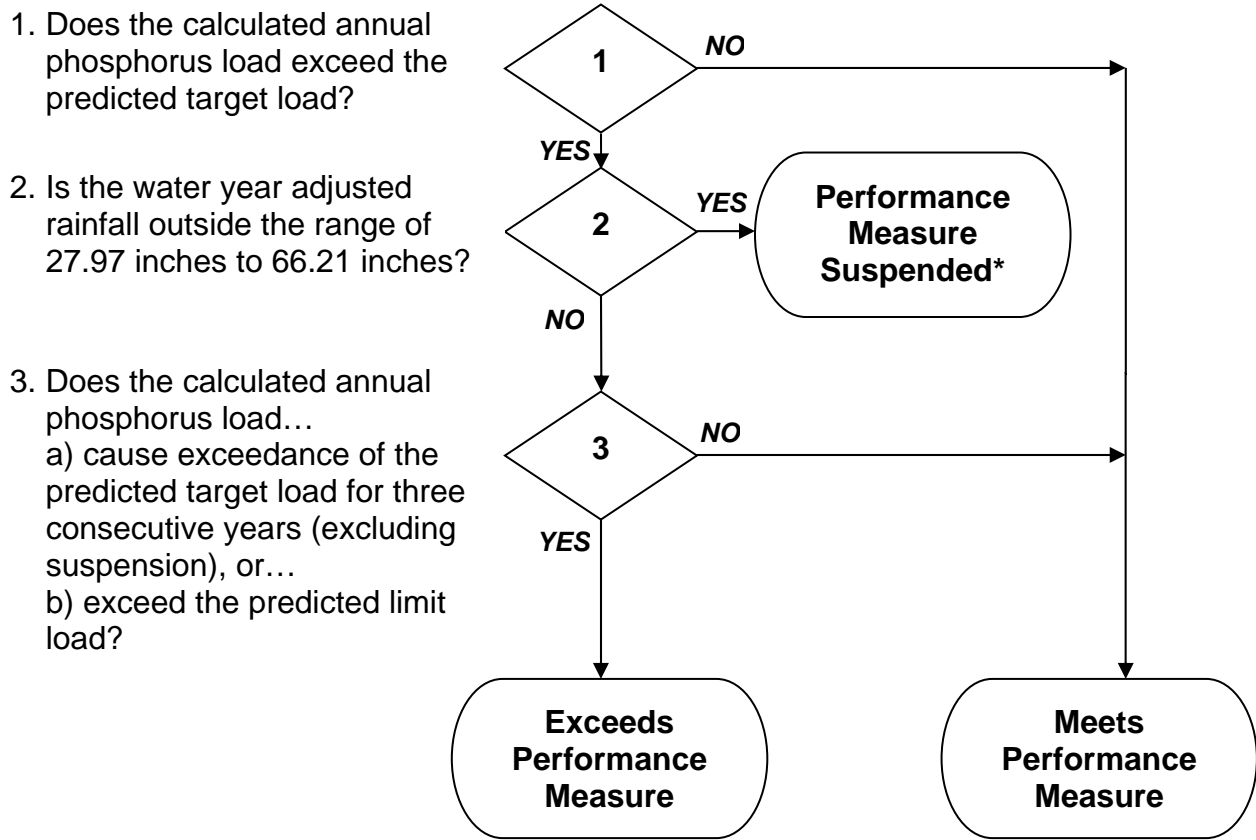 1. Does the calculated annual
phosphorus load exceed the
predicted target load?
1
NO
YES
2. Is the water year adjusted
rainfall outside the range of
27.97 inches to 66.21 inches?
2
YES
Performance
Measure
Suspended*
NO
3. Does the calculated annual
phosphorus load…
a) cause exceedance of the
predicted target load for three
consecutive years (excluding
suspension), or…
b) exceed the predicted limit
load?
3
NO
YES
Exceeds
Performance
Measure
Meets
Performance
Measure